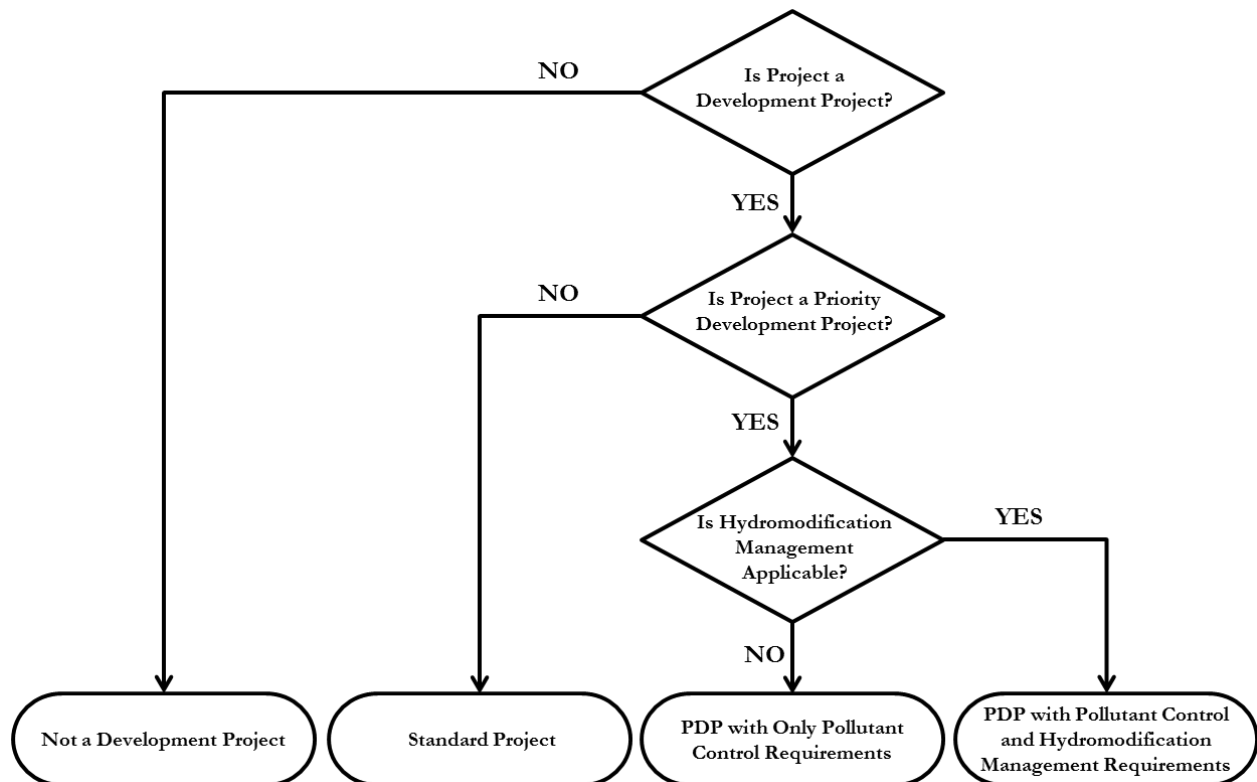 NO
Is Project a
Development Project?
YES
NO
Is Project a Priority
Development Project?
YES
Is Hydromodification
Management
Applicable?
YES
NO
Not a Development Project
Standard Project
PDP with Only Pollutant
Control Requirements
PDP with Pollutant Control
and Hydromodification
Management Requirements